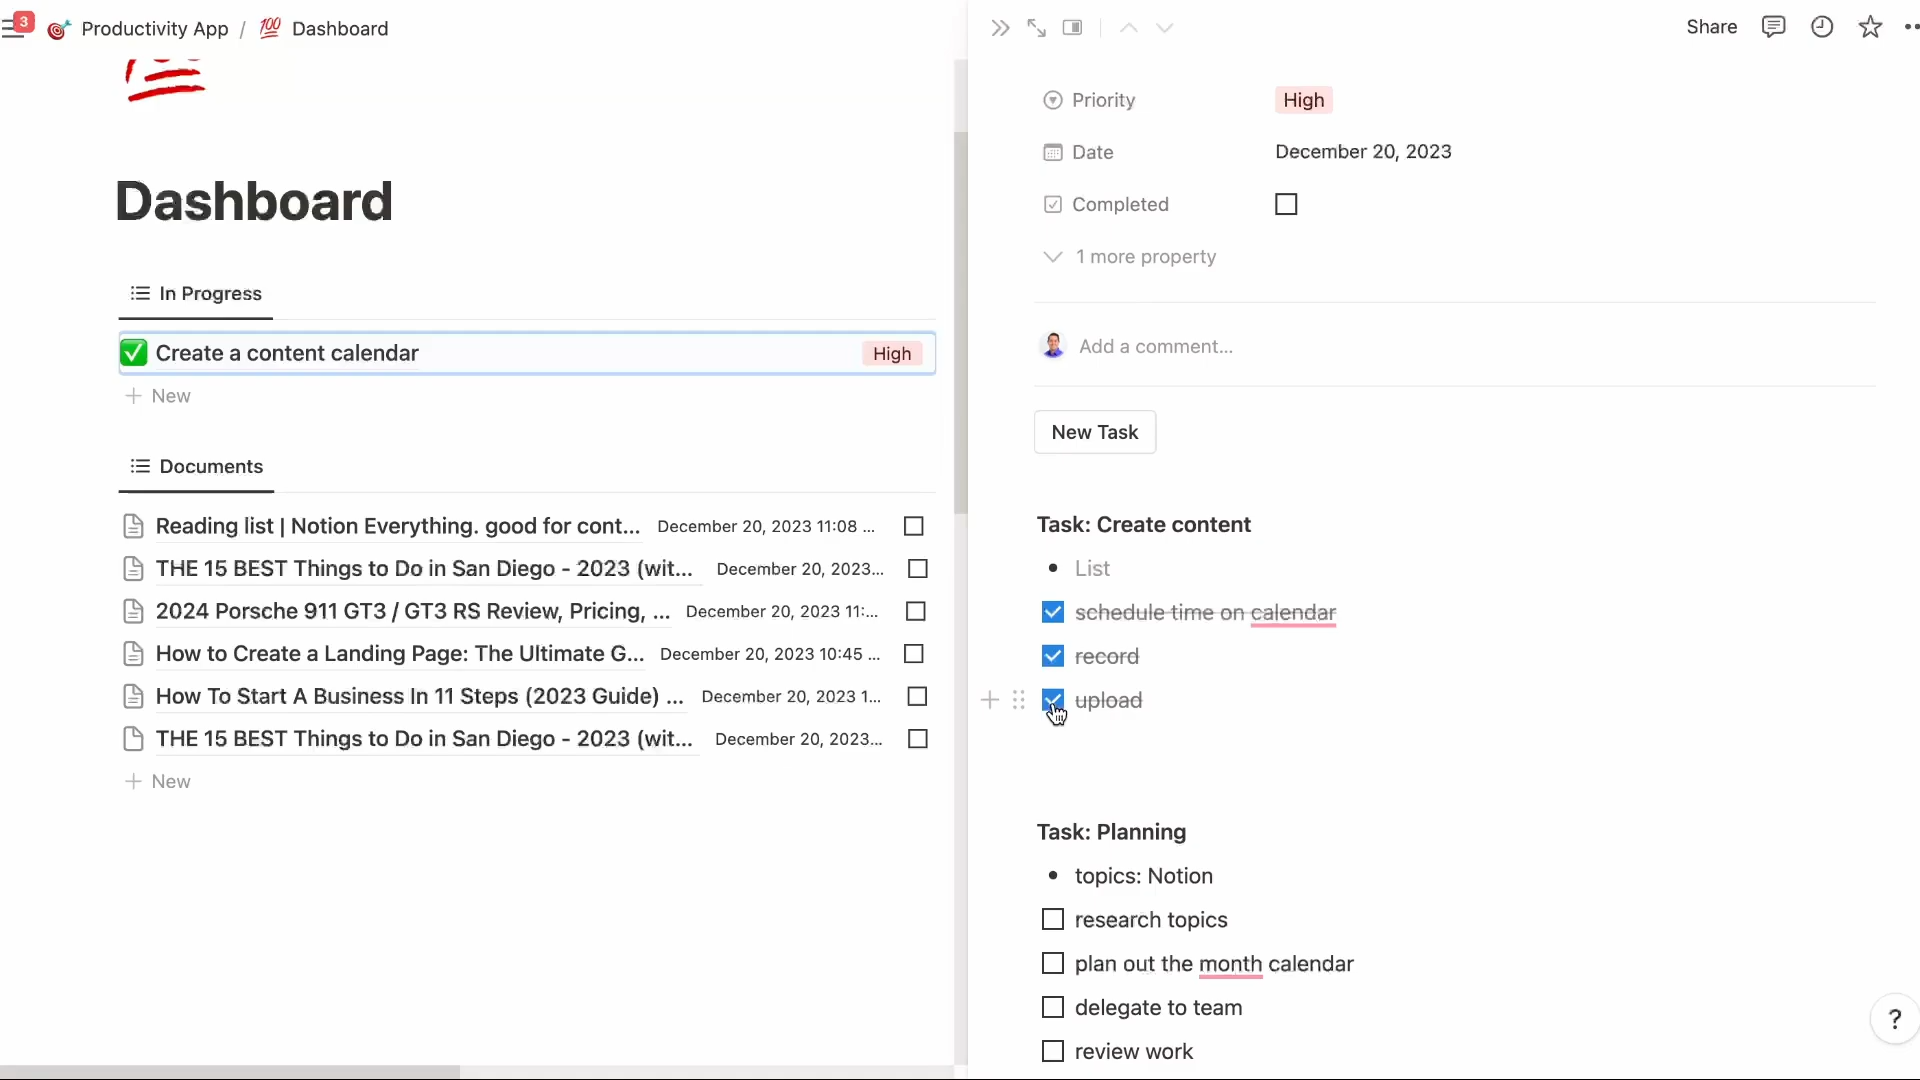 3
Productivity App / 💯 Dashboard
Share
Dashboard
In Progress
Create a content calendar High
New
Documents
Reading list | Notion Everything. good for cont... December 20, 2023 11:08 ...
THE 15 BEST Things to Do in San Diego - 2023 (wit... December 20, 2023...
2024 Porsche 911 GT3 / GT3 RS Review, Pricing, ... December 20, 2023 11:...
How to Create a Landing Page: The Ultimate G... December 20, 2023 10:45 ...
How To Start A Business In 11 Steps (2023 Guide) ... December 20, 2023 1...
THE 15 BEST Things to Do in San Diego - 2023 (wit... December 20, 2023...
New
Priority High
Date December 20, 2023
Completed
1 more property
Add a comment...
New Task
Task: Create content
List
schedule time on calendar
record
upload
Task: Planning
topics: Notion
research topics
plan out the month calendar
delegate to team
review work
?